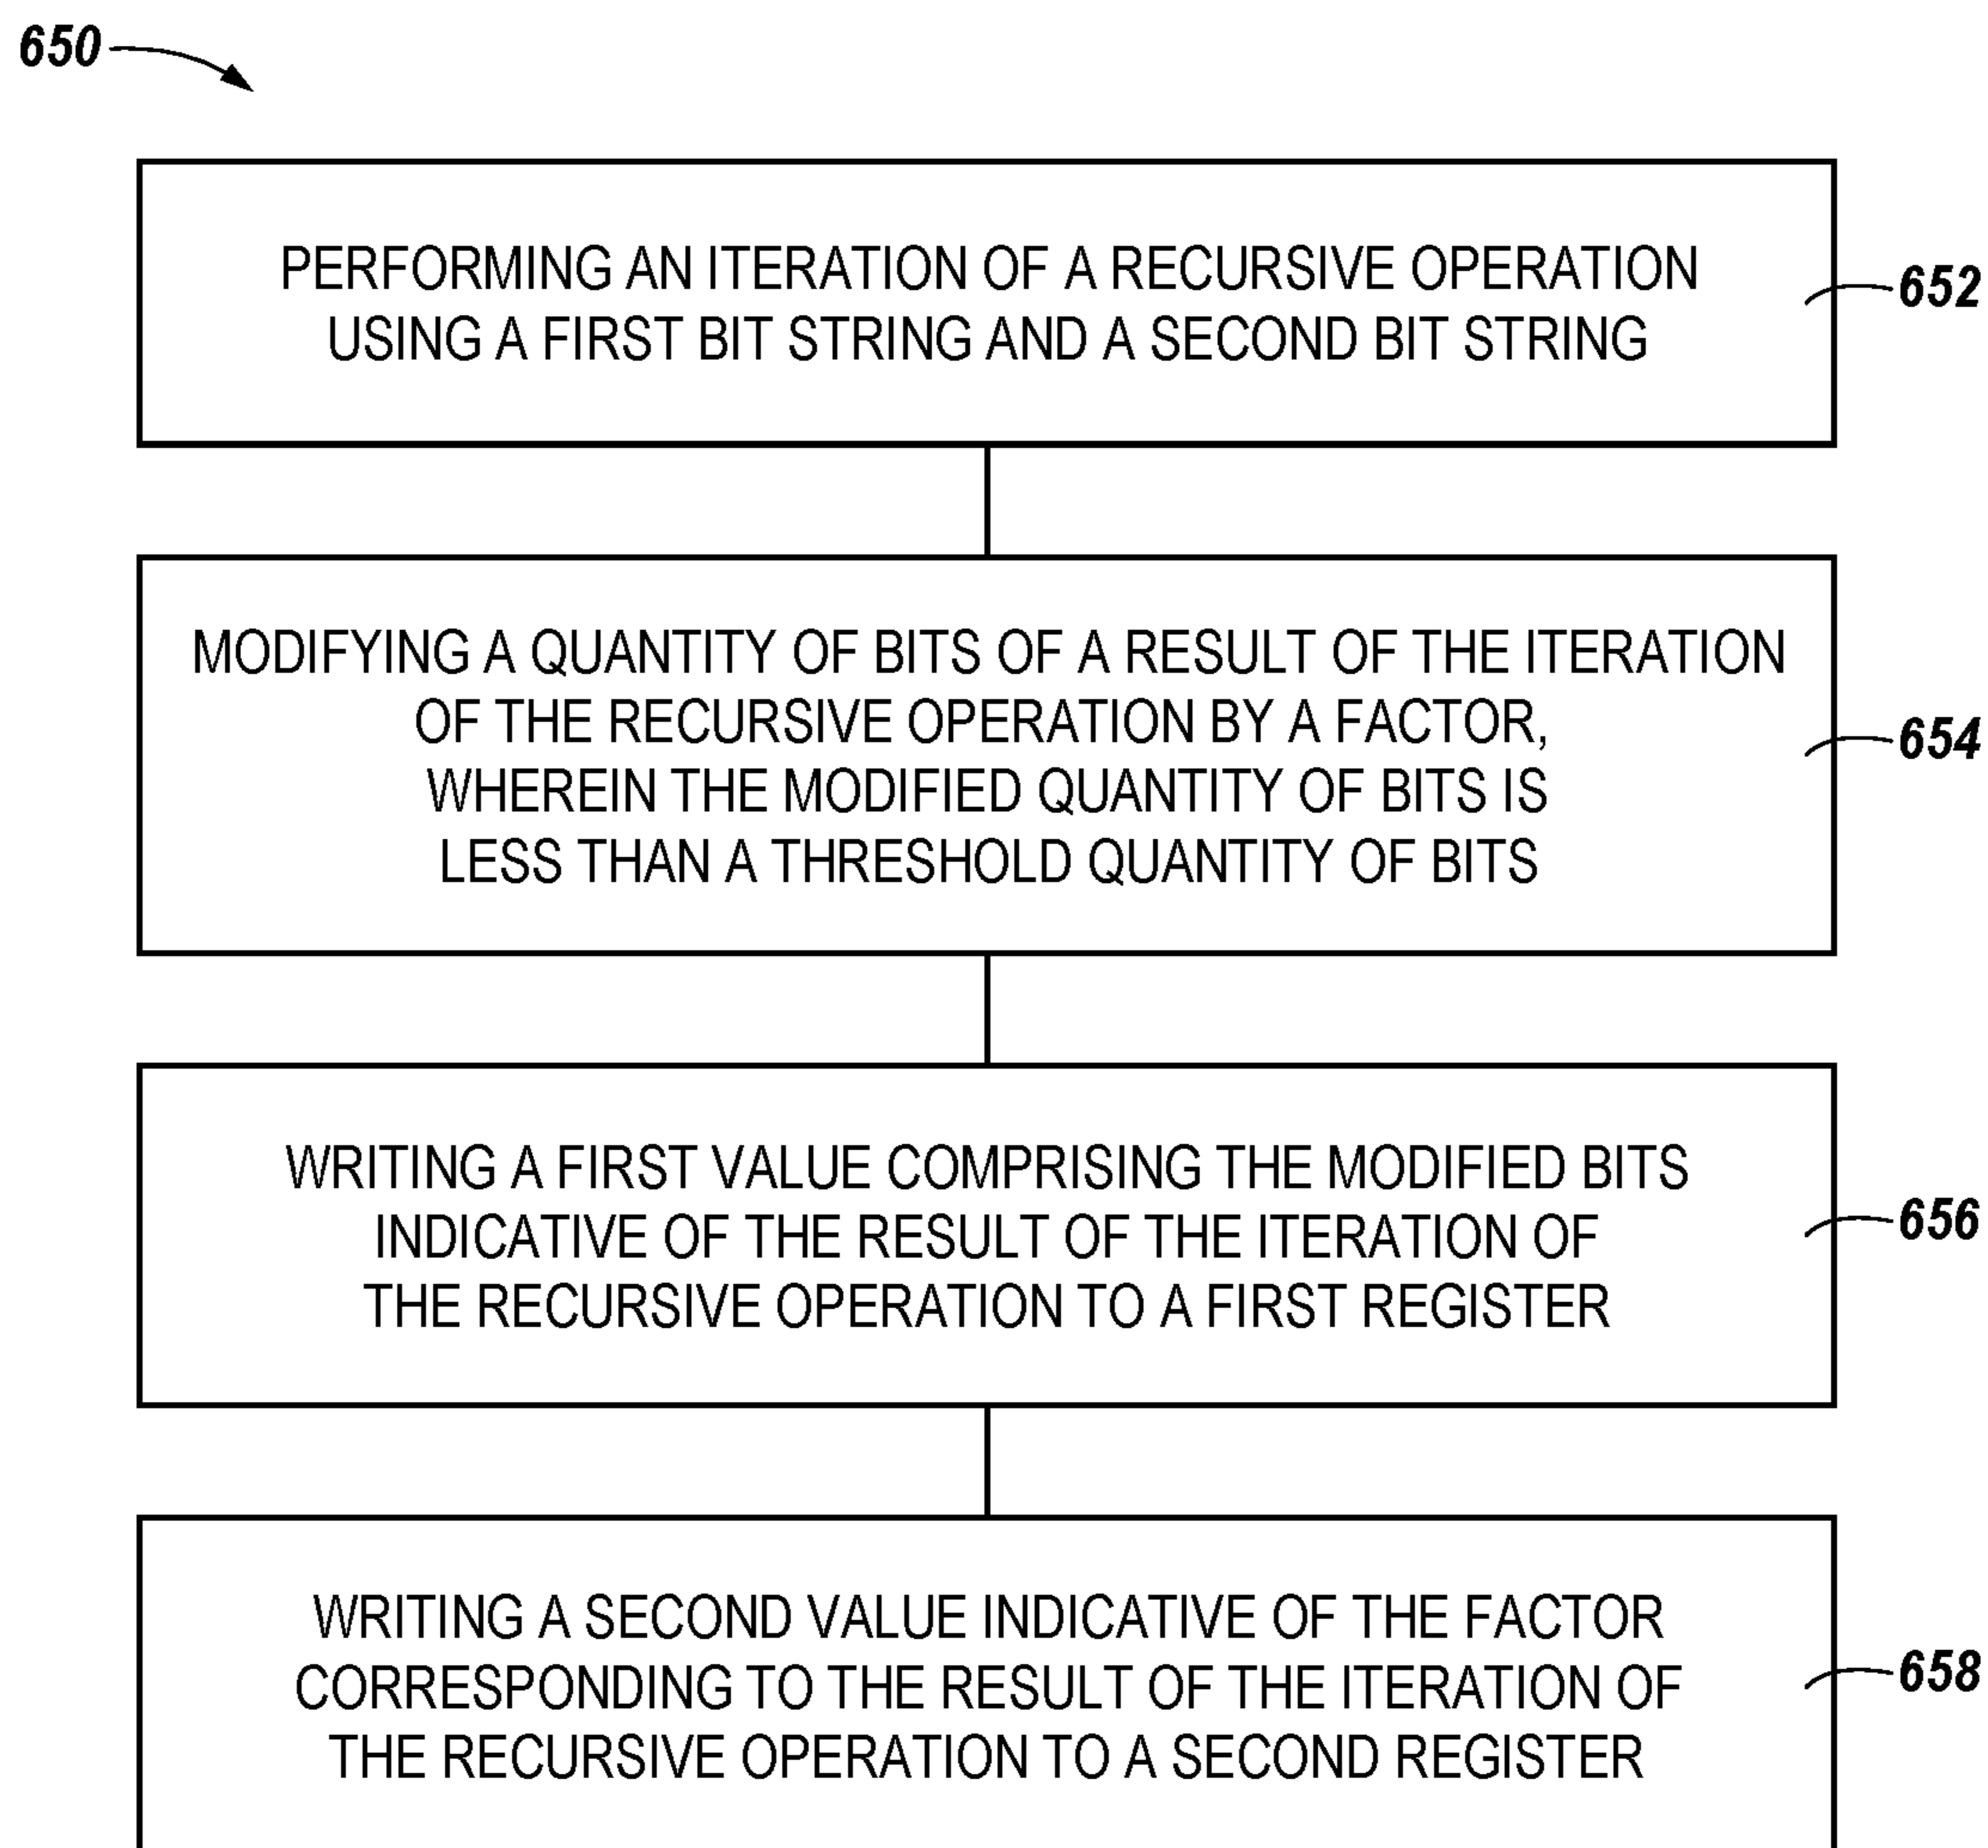 650
PERFORMING AN ITERATION OF A RECURSIVE OPERATION
USING A FIRST BIT STRING AND A SECOND BIT STRING
652
MODIFYING A QUANTITY OF BITS OF A RESULT OF THE ITERATION
OF THE RECURSIVE OPERATION BY A FACTOR,
WHEREIN THE MODIFIED QUANTITY OF BITS IS
LESS THAN A THRESHOLD QUANTITY OF BITS
654
WRITING A FIRST VALUE COMPRISING THE MODIFIED BITS
INDICATIVE OF THE RESULT OF THE ITERATION OF
THE RECURSIVE OPERATION TO A FIRST REGISTER
656
WRITING A SECOND VALUE INDICATIVE OF THE FACTOR
CORRESPONDING TO THE RESULT OF THE ITERATION OF
THE RECURSIVE OPERATION TO A SECOND REGISTER
658